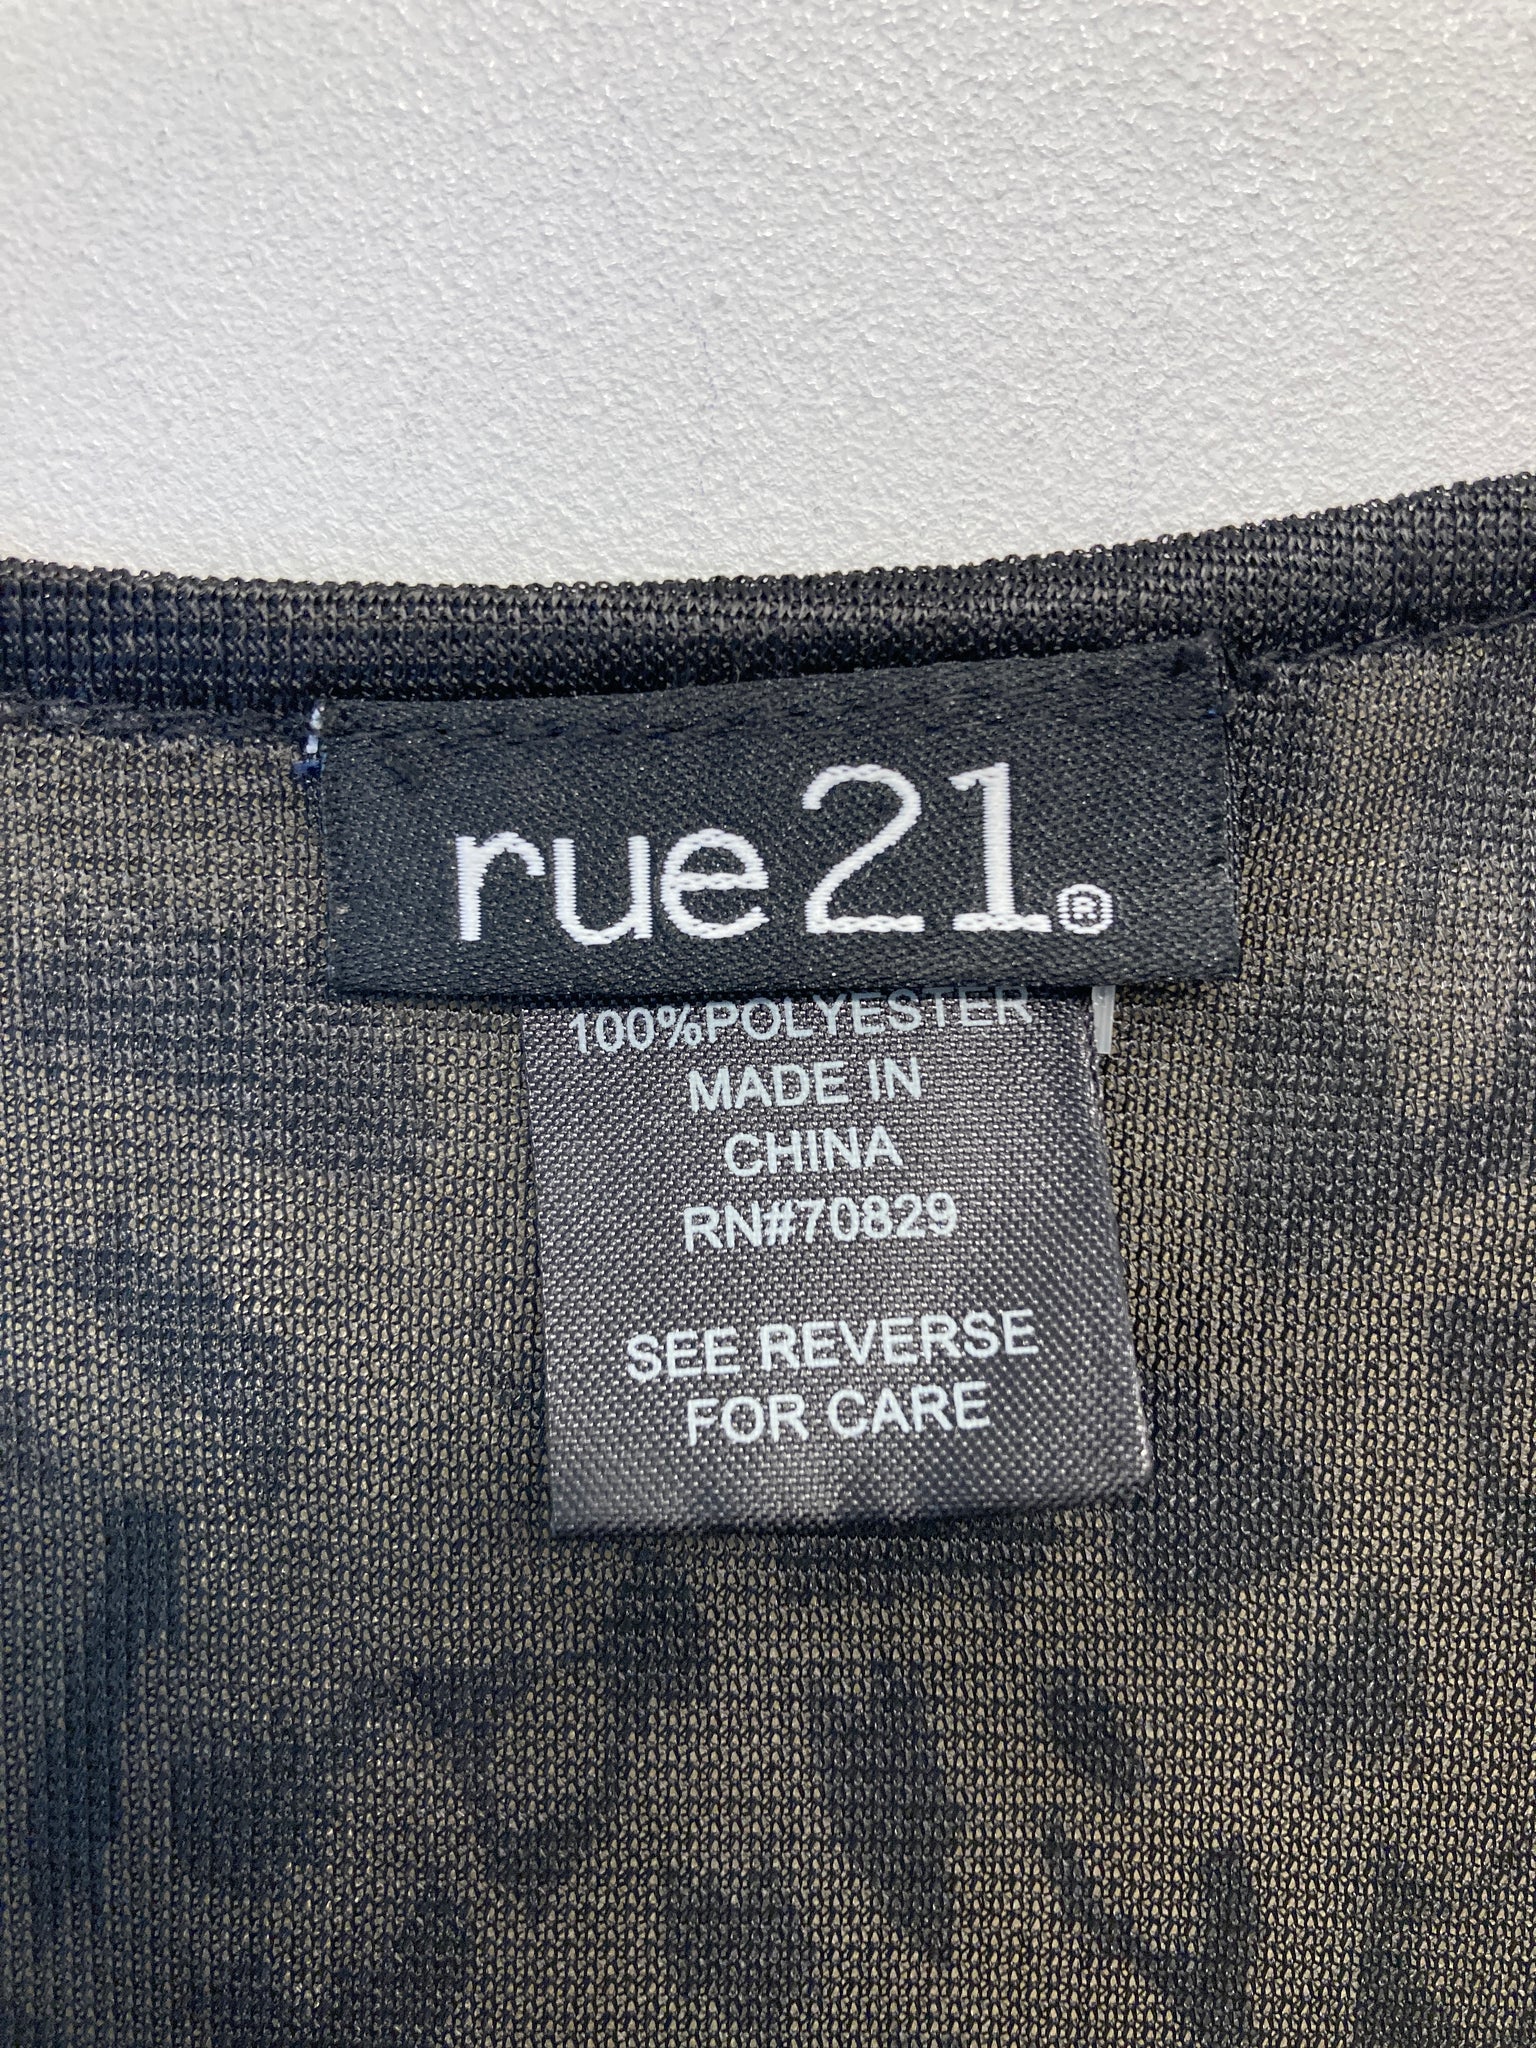 rue21®
100%POLYESTER
MADE IN
CHINA
RN#70829
SEE REVERSE
FOR CARE